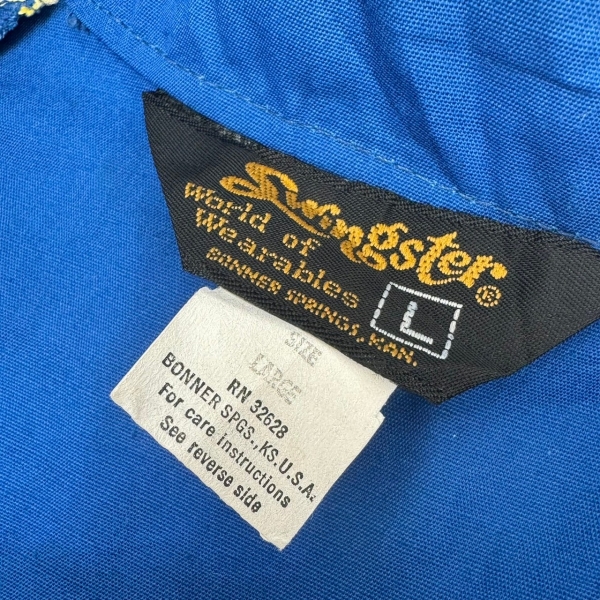 Swingster®
World of
Wearables
BONNER SPRINGS, KAN.
L
SIZE
LARGE
RN 32628
BONNER SPGS., KS. U.S.A.
For care instructions
See reverse side